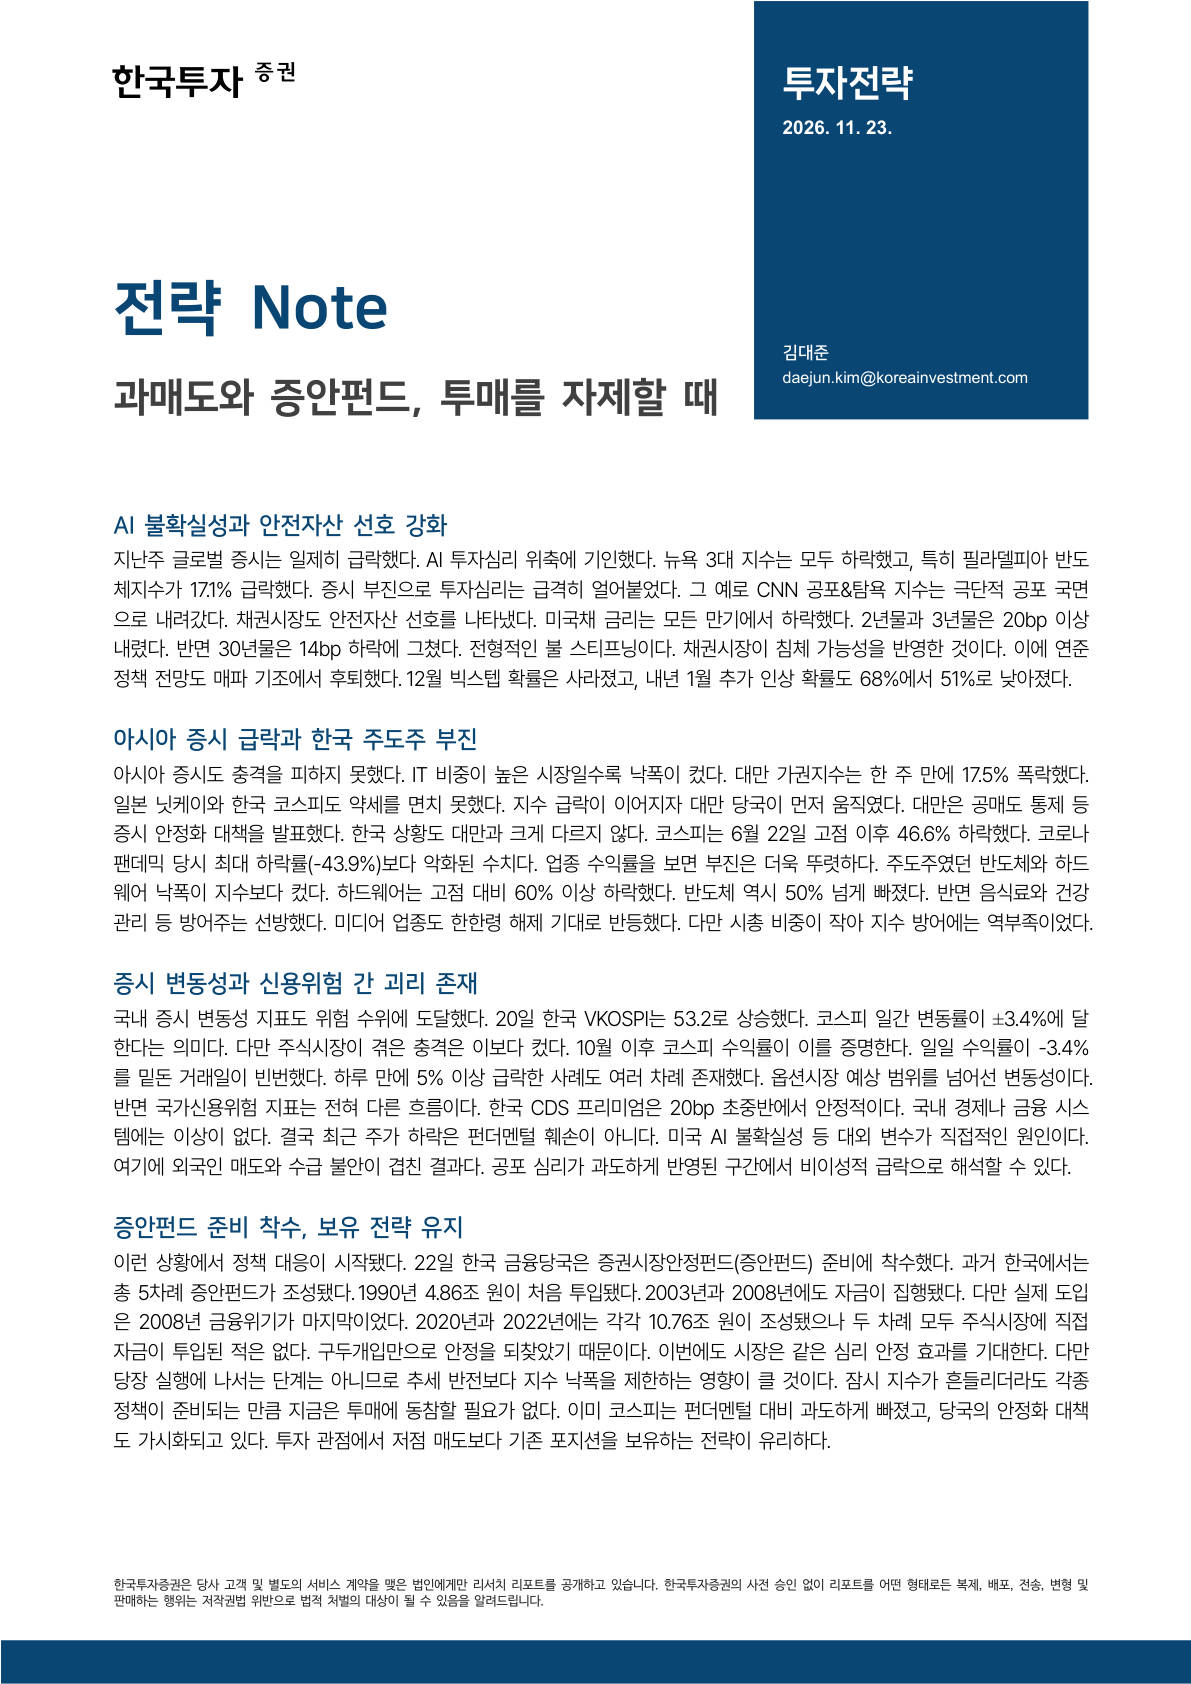 한국투자 증권
투자전략
2026. 11. 23.
전략 Note
과매도와 증안펀드, 투매를 자제할 때
김대준
daejun.kim@koreainvestment.com
AI 불확실성과 안전자산 선호 강화
지난주 글로벌 증시는 일제히 급락했다. AI 투자심리 위축에 기인했다. 뉴욕 3대 지수는 모두 하락했고, 특히 필라델피아 반도
체지수가 17.1% 급락했다. 증시 부진으로 투자심리는 급격히 얼어붙었다. 그 예로 CNN 공포&탐욕 지수는 극단적 공포 국면
으로 내려갔다. 채권시장도 안전자산 선호를 나타냈다. 미국채 금리는 모든 만기에서 하락했다. 2년물과 3년물은 20bp 이상
내렸다. 반면 30년물은 14bp 하락에 그쳤다. 전형적인 불 스티프닝이다. 채권시장이 침체 가능성을 반영한 것이다. 이에 연준
정책 전망도 매파 기조에서 후퇴했다. 12월 빅스텝 확률은 사라졌고, 내년 1월 추가 인상 확률도 68%에서 51%로 낮아졌다.
아시아 증시 급락과 한국 주도주 부진
아시아 증시도 충격을 피하지 못했다. IT 비중이 높은 시장일수록 낙폭이 컸다. 대만 가권지수는 한 주 만에 17.5% 폭락했다.
일본 닛케이와 한국 코스피도 약세를 면치 못했다. 지수 급락이 이어지자 대만 당국이 먼저 움직였다. 대만은 공매도 통제 등
증시 안정화 대책을 발표했다. 한국 상황도 대만과 크게 다르지 않다. 코스피는 6월 22일 고점 이후 46.6% 하락했다. 코로나
팬데믹 당시 최대 하락률(-43.9%)보다 악화된 수치다. 업종 수익률을 보면 부진은 더욱 뚜렷하다. 주도주였던 반도체와 하드
웨어 낙폭이 지수보다 컸다. 하드웨어는 고점 대비 60% 이상 하락했다. 반도체 역시 50% 넘게 빠졌다. 반면 음식료와 건강
관리 등 방어주는 선방했다. 미디어 업종도 한한령 해제 기대로 반등했다. 다만 시총 비중이 작아 지수 방어에는 역부족이었다.
증시 변동성과 신용위험 간 괴리 존재
국내 증시 변동성 지표도 위험 수위에 도달했다. 20일 한국 VKOSPI는 53.2로 상승했다. 코스피 일간 변동률이 ±3.4%에 달
한다는 의미다. 다만 주식시장이 겪은 충격은 이보다 컸다. 10월 이후 코스피 수익률이 이를 증명한다. 일일 수익률이 -3.4%
를 밑돈 거래일이 빈번했다. 하루 만에 5% 이상 급락한 사례도 여러 차례 존재했다. 옵션시장 예상 범위를 넘어선 변동성이다.
반면 국가신용위험 지표는 전혀 다른 흐름이다. 한국 CDS 프리미엄은 20bp 초중반에서 안정적이다. 국내 경제나 금융 시스
템에는 이상이 없다. 결국 최근 주가 하락은 펀더멘털 훼손이 아니다. 미국 AI 불확실성 등 대외 변수가 직접적인 원인이다.
여기에 외국인 매도와 수급 불안이 겹친 결과다. 공포 심리가 과도하게 반영된 구간에서 비이성적 급락으로 해석할 수 있다.
증안펀드 준비 착수, 보유 전략 유지
이런 상황에서 정책 대응이 시작됐다. 22일 한국 금융당국은 증권시장안정펀드(증안펀드) 준비에 착수했다. 과거 한국에서는
총 5차례 증안펀드가 조성됐다. 1990년 4.86조 원이 처음 투입됐다. 2003년과 2008년에도 자금이 집행됐다. 다만 실제 도입
은 2008년 금융위기가 마지막이었다. 2020년과 2022년에는 각각 10.76조 원이 조성됐으나 두 차례 모두 주식시장에 직접
자금이 투입된 적은 없다. 구두개입만으로 안정을 되찾았기 때문이다. 이번에도 시장은 같은 심리 안정 효과를 기대한다. 다만
당장 실행에 나서는 단계는 아니므로 추세 반전보다 지수 낙폭을 제한하는 영향이 클 것이다. 잠시 지수가 흔들리더라도 각종
정책이 준비되는 만큼 지금은 투매에 동참할 필요가 없다. 이미 코스피는 펀더멘털 대비 과도하게 빠졌고, 당국의 안정화 대책
도 가시화되고 있다. 투자 관점에서 저점 매도보다 기존 포지션을 보유하는 전략이 유리하다.
한국투자증권은 당사 고객 및 별도의 서비스 계약을 맺은 법인에게만 리서치 리포트를 공개하고 있습니다. 한국투자증권의 사전 승인 없이 리포트를 어떤 형태로든 복제, 배포, 전송, 변형 및
판매하는 행위는 저작권법 위반으로 법적 처벌의 대상이 될 수 있음을 알려드립니다.